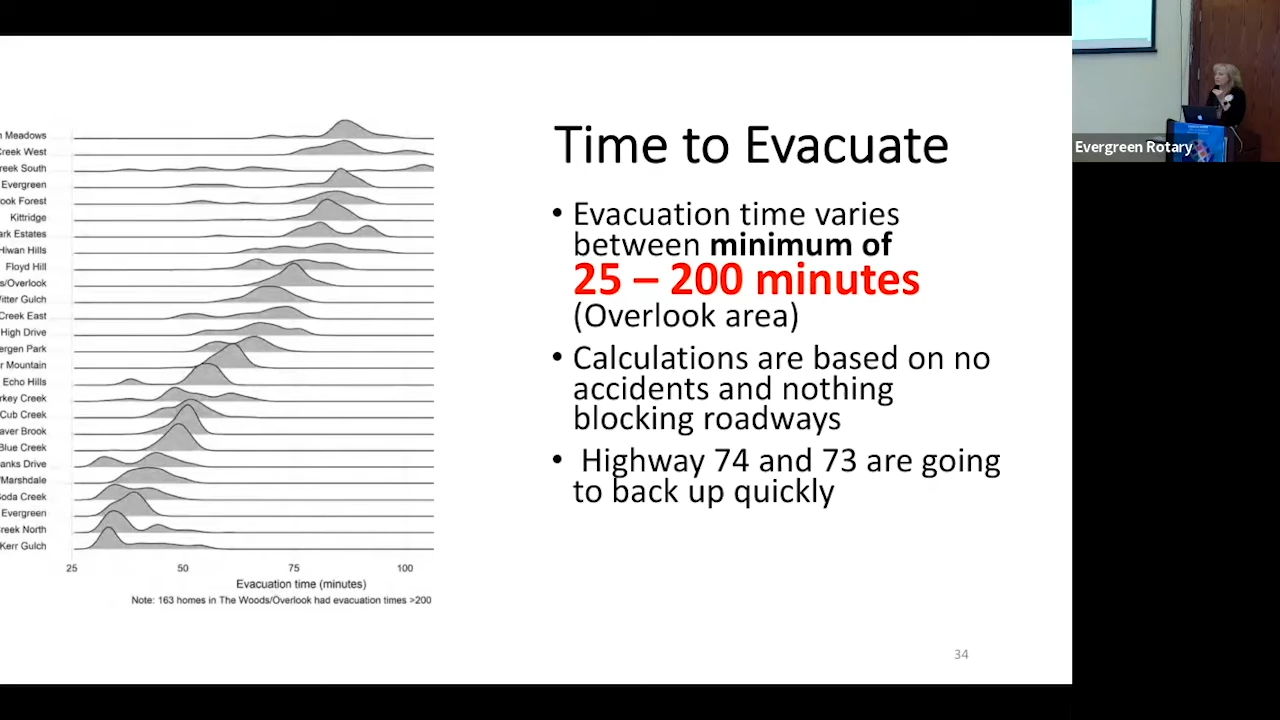 Meadows
Creek West
Creek South
Evergreen
ook Forest
Kittridge
ark Estates
Hiwan Hills
Floyd Hill
s/Overlook
itter Gulch
Creek East
High Drive
ergen Park
r Mountain
Echo Hills
rkey Creek
Cub Creek
aver Brook
Blue Creek
anks Drive
/Marshdale
Soda Creek
Evergreen
reek North
Kerr Gulch
25 50 75 100
Evacuation time (minutes)
Note: 163 homes in The Woods/Overlook had evacuation times >200
Time to Evacuate
• Evacuation time varies
between minimum of
25 – 200 minutes
(Overlook area)
• Calculations are based on no
accidents and nothing
blocking roadways
• Highway 74 and 73 are going
to back up quickly
34
Evergreen Rotary